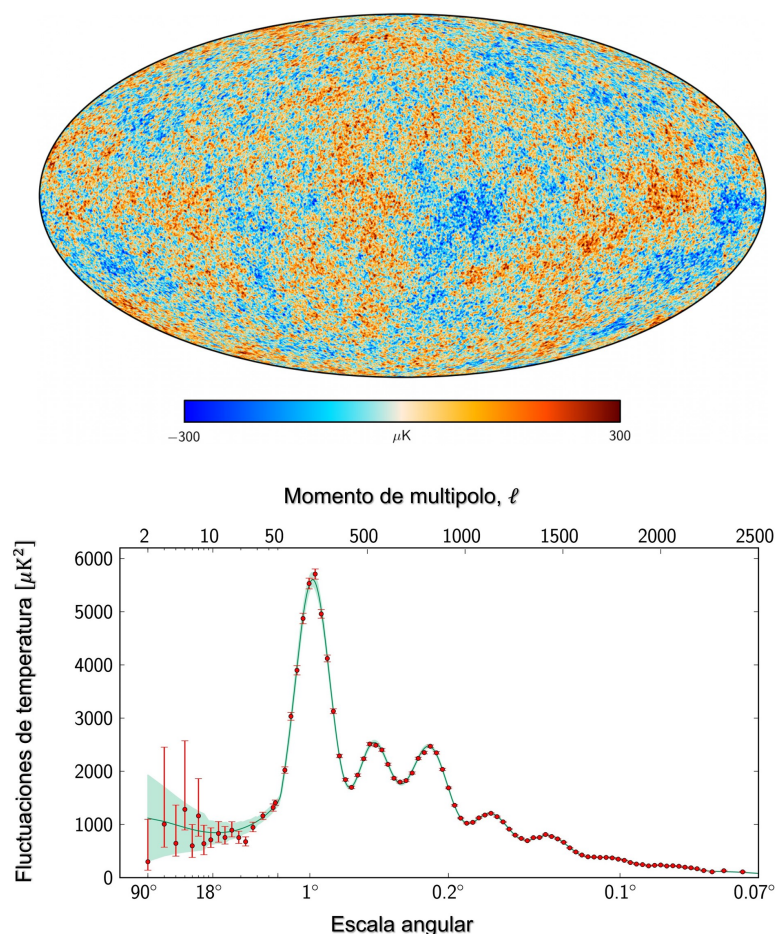 −300 μK 300
Momento de multipolo, ℓ
2 10 50 500 1000 1500 2000 2500
Fluctuaciones de temperatura [μK²]
6000
5000
4000
3000
2000
1000
0
90° 18° 1° 0.2° 0.1° 0.07°
Escala angular